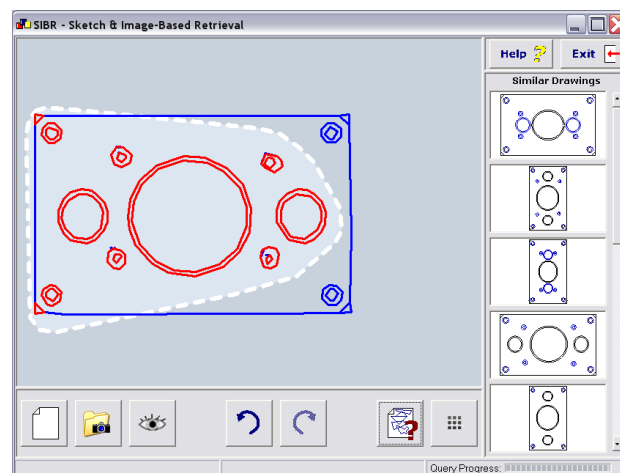 SIBR - Sketch & Image-Based Retrieval
Help ? Exit
Similar Drawings
?
Query Progress: